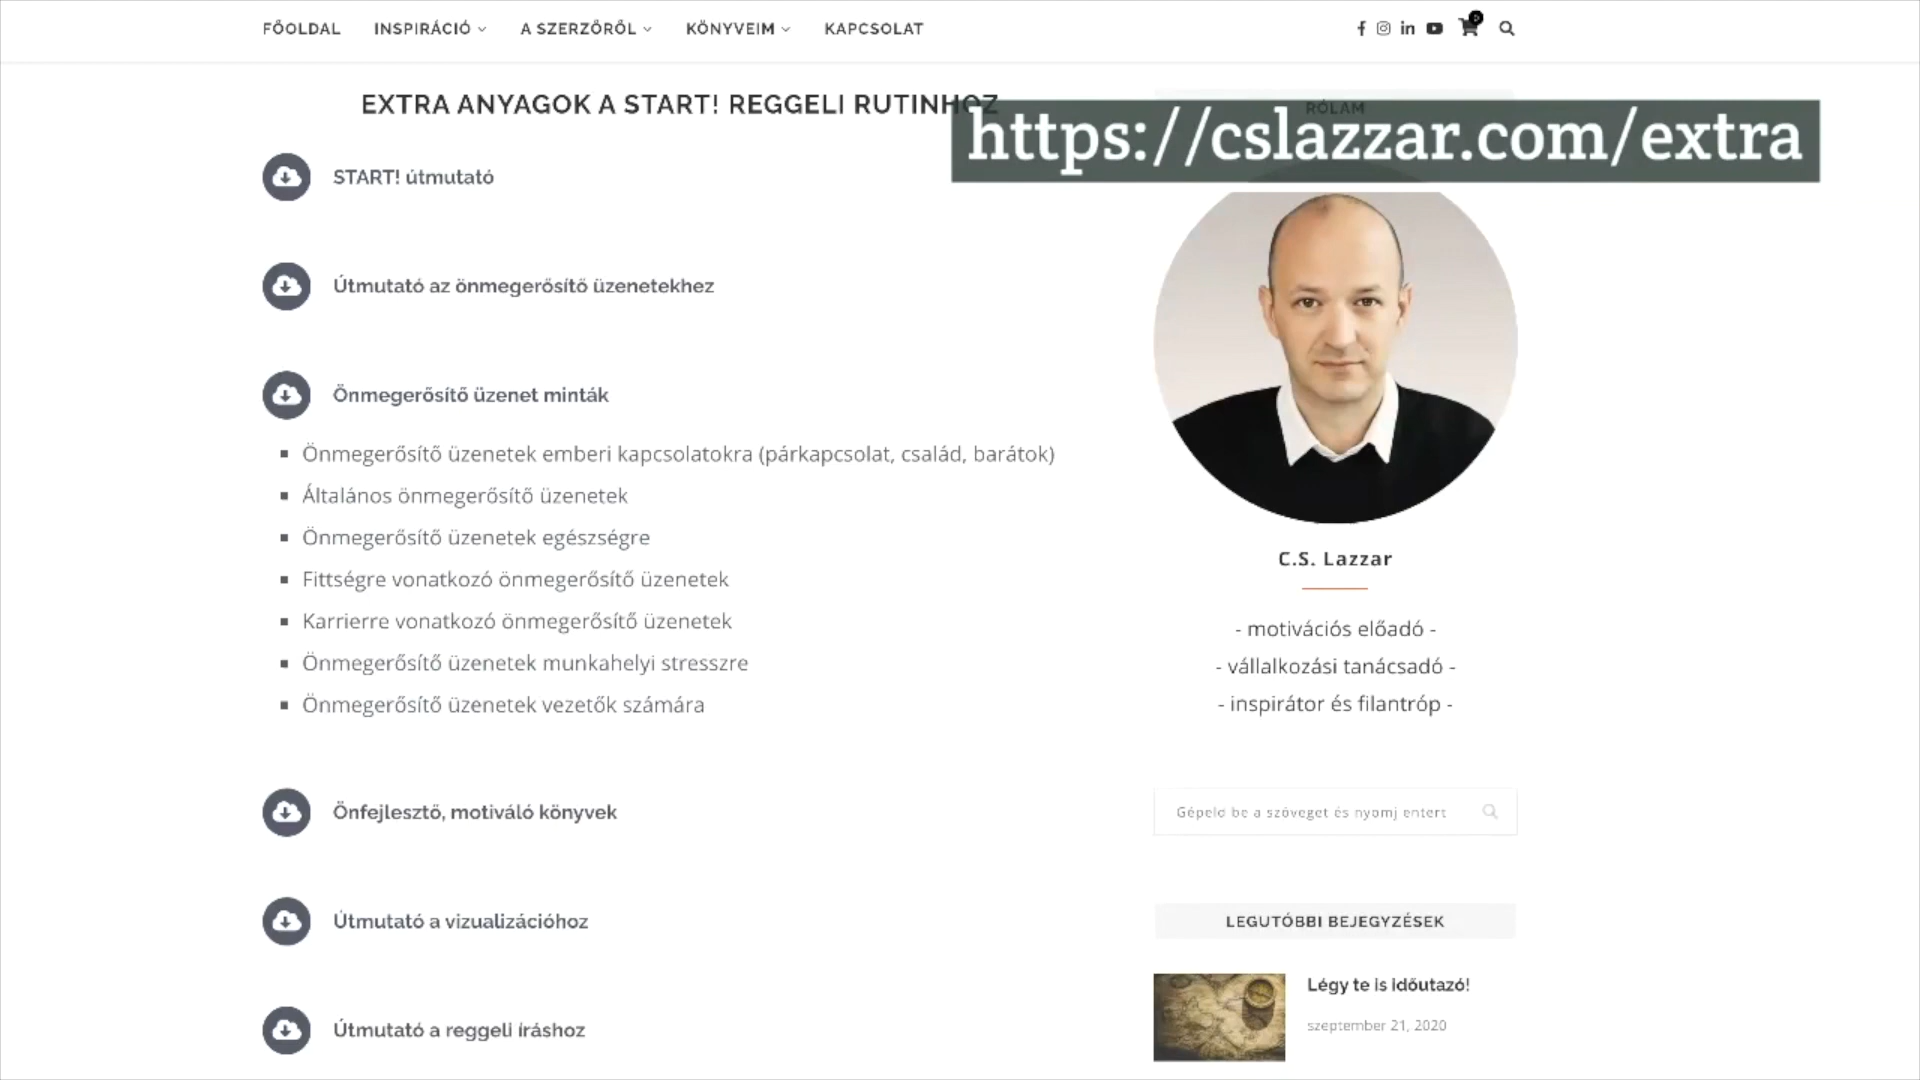 FŐOLDAL INSPIRÁCIÓ A SZERZŐRŐL KÖNYVEIM KAPCSOLAT
EXTRA ANYAGOK A START! REGGELI RUTINHOZ
RÓLAM
https://cslazzar.com/extra
START! útmutató
Útmutató az önmegerősítő üzenetekhez
Önmegerősítő üzenet minták
Önmegerősítő üzenetek emberi kapcsolatokra (párkapcsolat, család, barátok)
Általános önmegerősítő üzenetek
Önmegerősítő üzenetek egészségre
Fittségre vonatkozó önmegerősítő üzenetek
Karrierre vonatkozó önmegerősítő üzenetek
Önmegerősítő üzenetek munkahelyi stresszre
Önmegerősítő üzenetek vezetők számára
Önfejlesztő, motiváló könyvek
Útmutató a vizualizációhoz
Útmutató a reggeli íráshoz
C.S. Lazzar
- motivációs előadó -
- vállalkozási tanácsadó -
- inspirátor és filantróp -
Gépeld be a szöveget és nyomj entert
LEGUTÓBBI BEJEGYZÉSEK
Légy te is időutazó!
szeptember 21, 2020